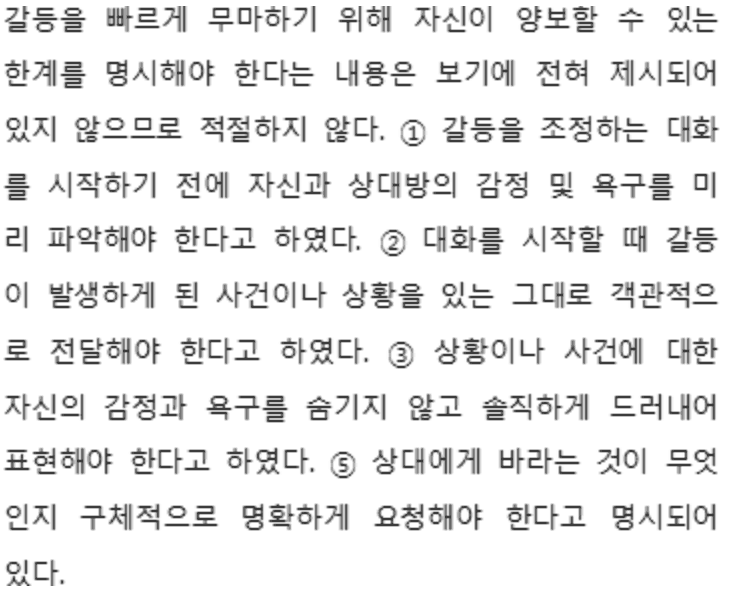 갈등을 빠르게 무마하기 위해 자신이 양보할 수 있는
한계를 명시해야 한다는 내용은 보기에 전혀 제시되어
있지 않으므로 적절하지 않다. ① 갈등을 조정하는 대화
를 시작하기 전에 자신과 상대방의 감정 및 욕구를 미
리 파악해야 한다고 하였다. ② 대화를 시작할 때 갈등
이 발생하게 된 사건이나 상황을 있는 그대로 객관적으
로 전달해야 한다고 하였다. ③ 상황이나 사건에 대한
자신의 감정과 욕구를 숨기지 않고 솔직하게 드러내어
표현해야 한다고 하였다. ⑤ 상대에게 바라는 것이 무엇
인지 구체적으로 명확하게 요청해야 한다고 명시되어
있다.